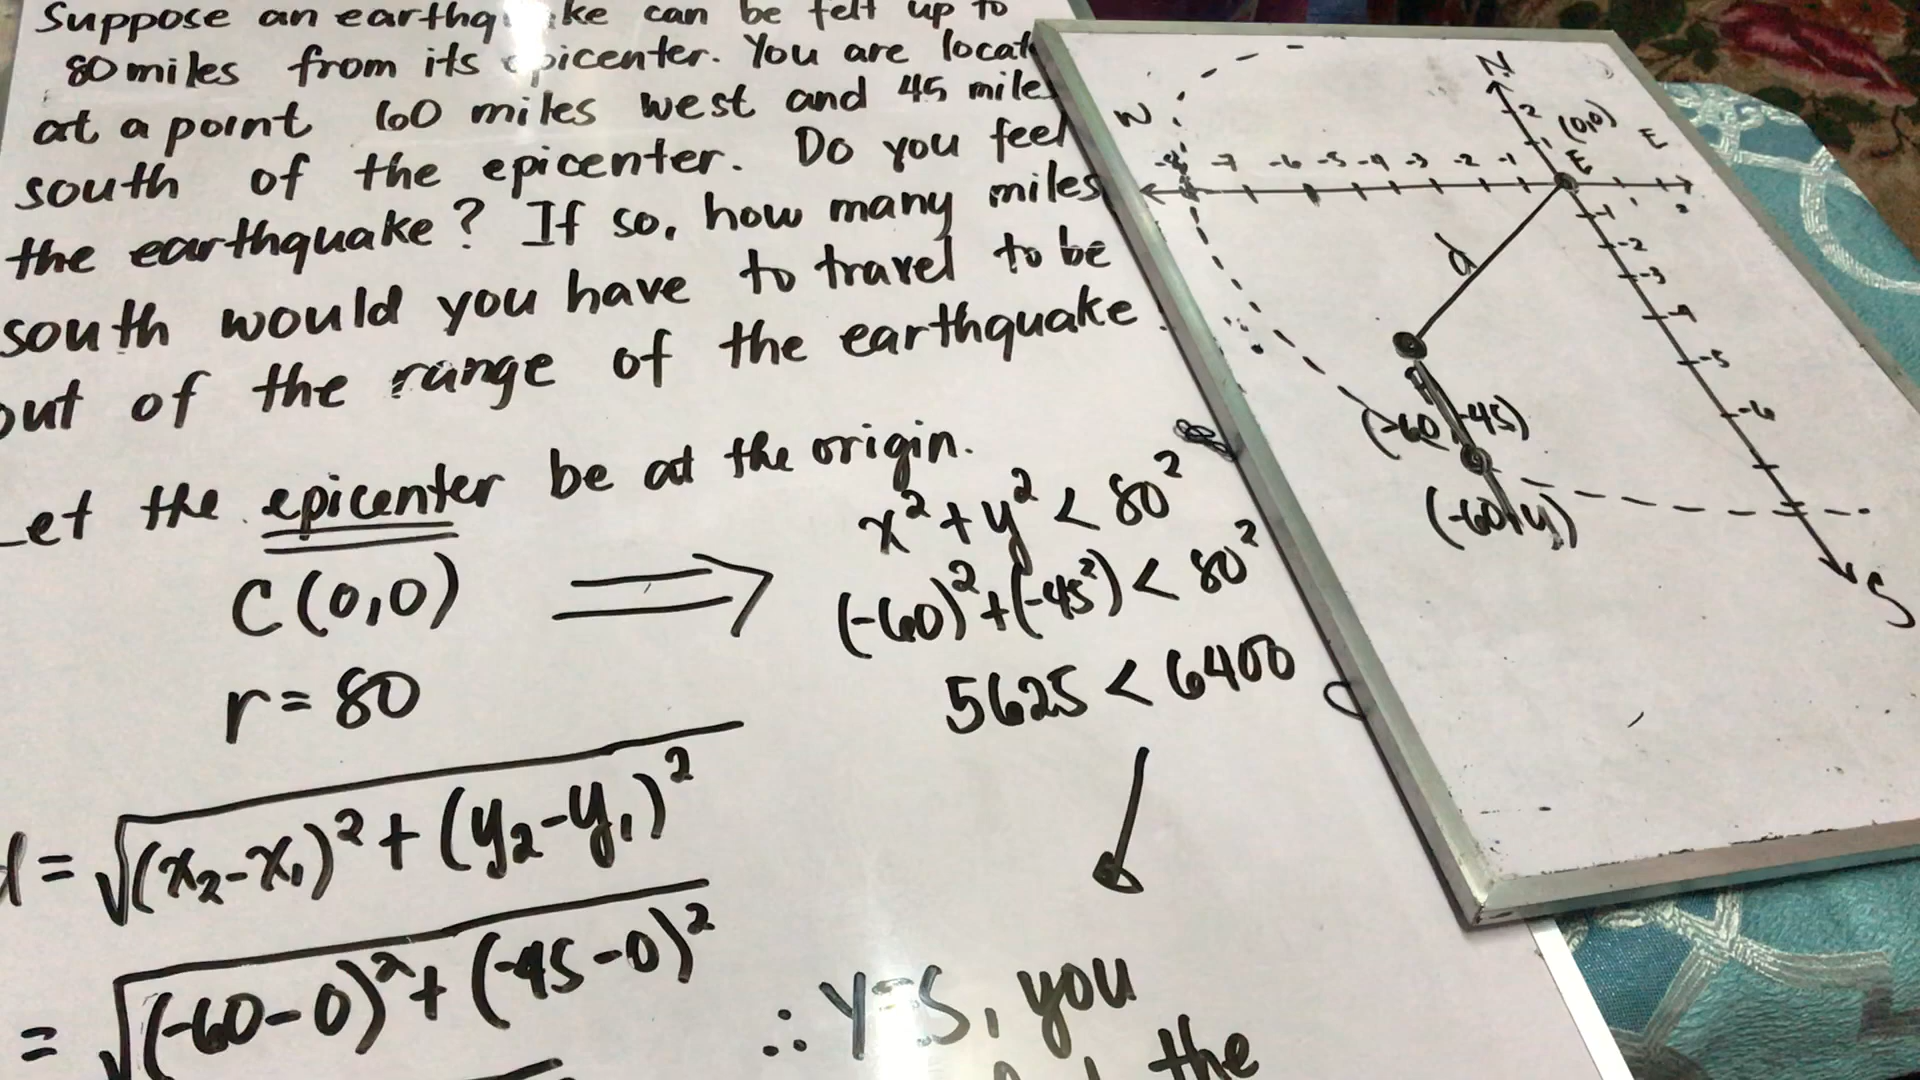 Suppose an earthquake can be felt up to
80 miles from its epicenter. You are locat
at a point 60 miles west and 45 miles
south of the epicenter. Do you feel
the earthquake? If so, how many miles
south would you have to travel to be
out of the range of the earthquake.
Let the epicenter be at the origin.
C(0,0)
r = 80
x² + y² < 80²
(-60)² + (-45²) < 80²
5625 < 6400
d = √(x₂-x₁)² + (y₂-y₁)²
= √(-60-0)² + (-45-0)²
∴ YES, you
the
N
2
1
(0,0)
E
E
W
-8 -7 -6 -5 -4 -3 -2 -1
-1
-2
-3
-4
-5
-6
d
(-60, -45)
(-60, y)
S